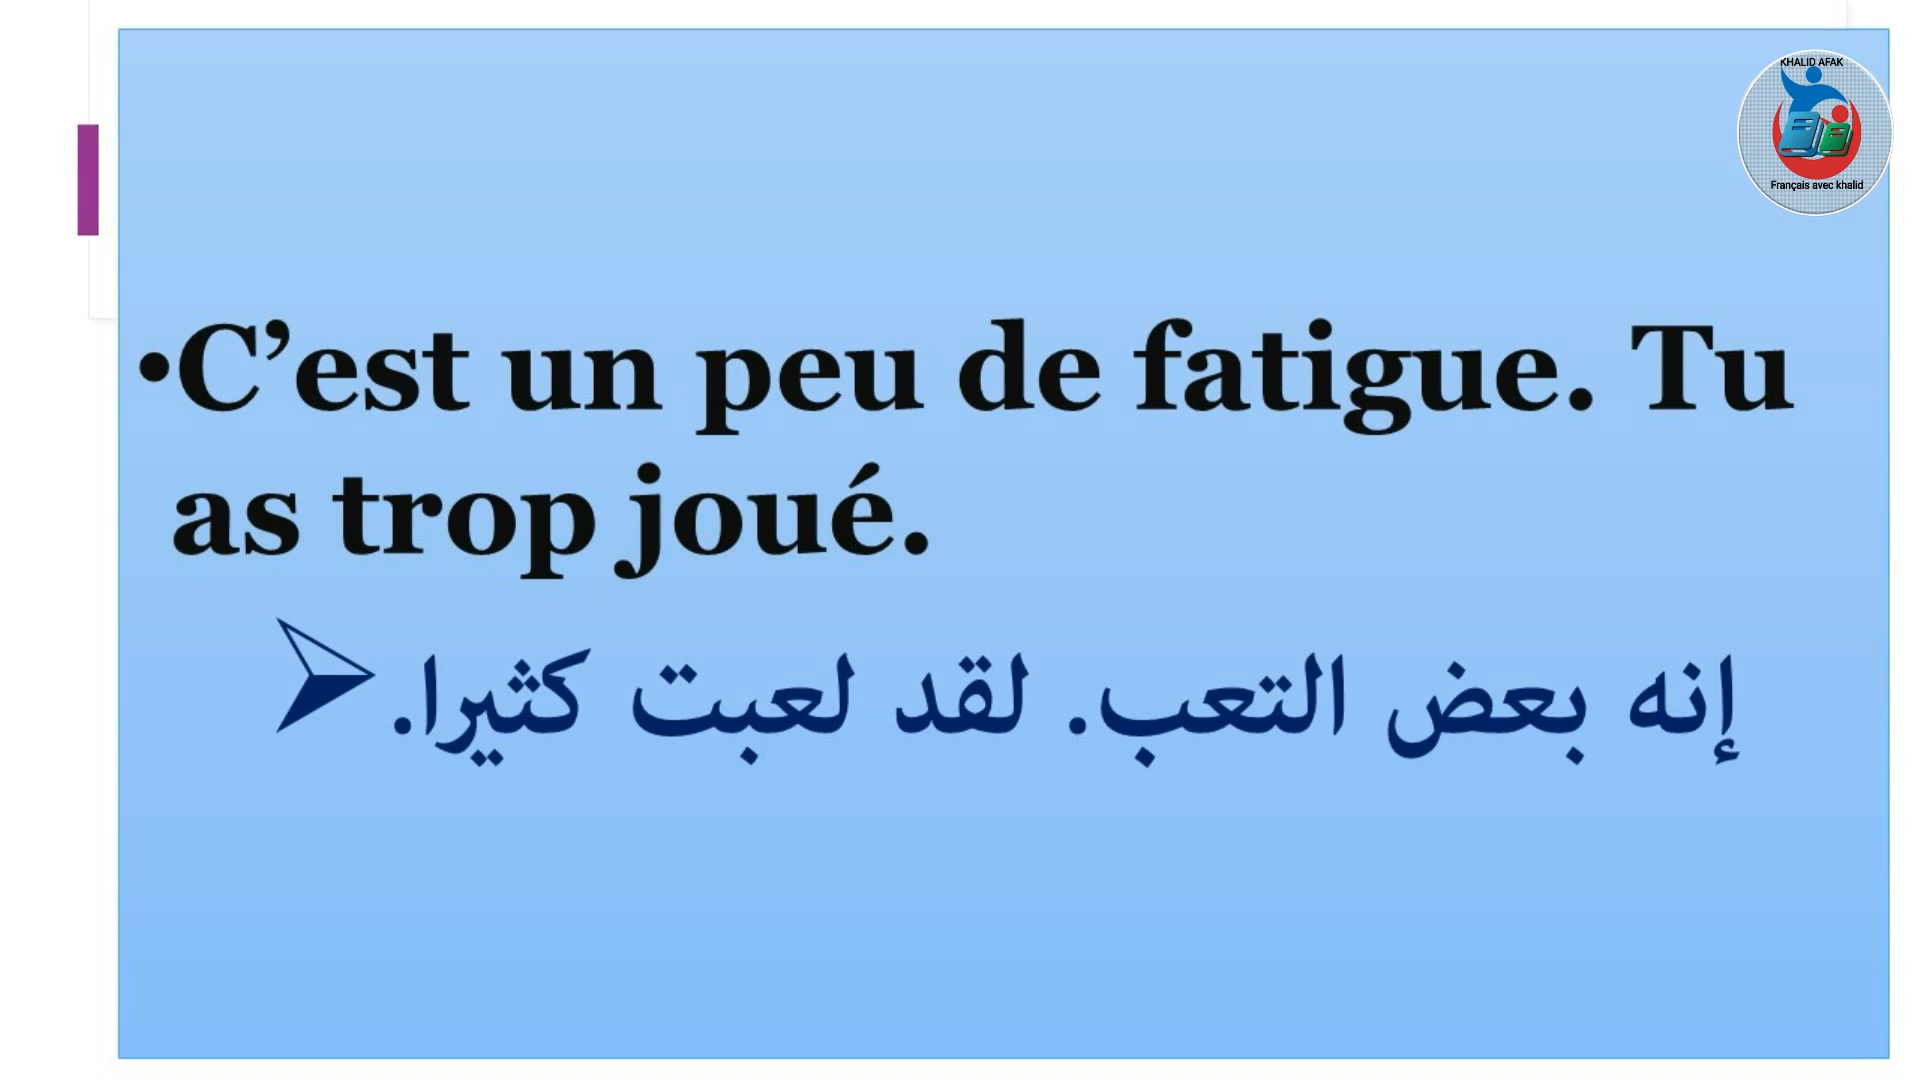 KHALID AFAK
Français avec khalid
•C’est un peu de fatigue. Tu
as trop joué.
إنه بعض التعب. لقد لعبت كثيرا.